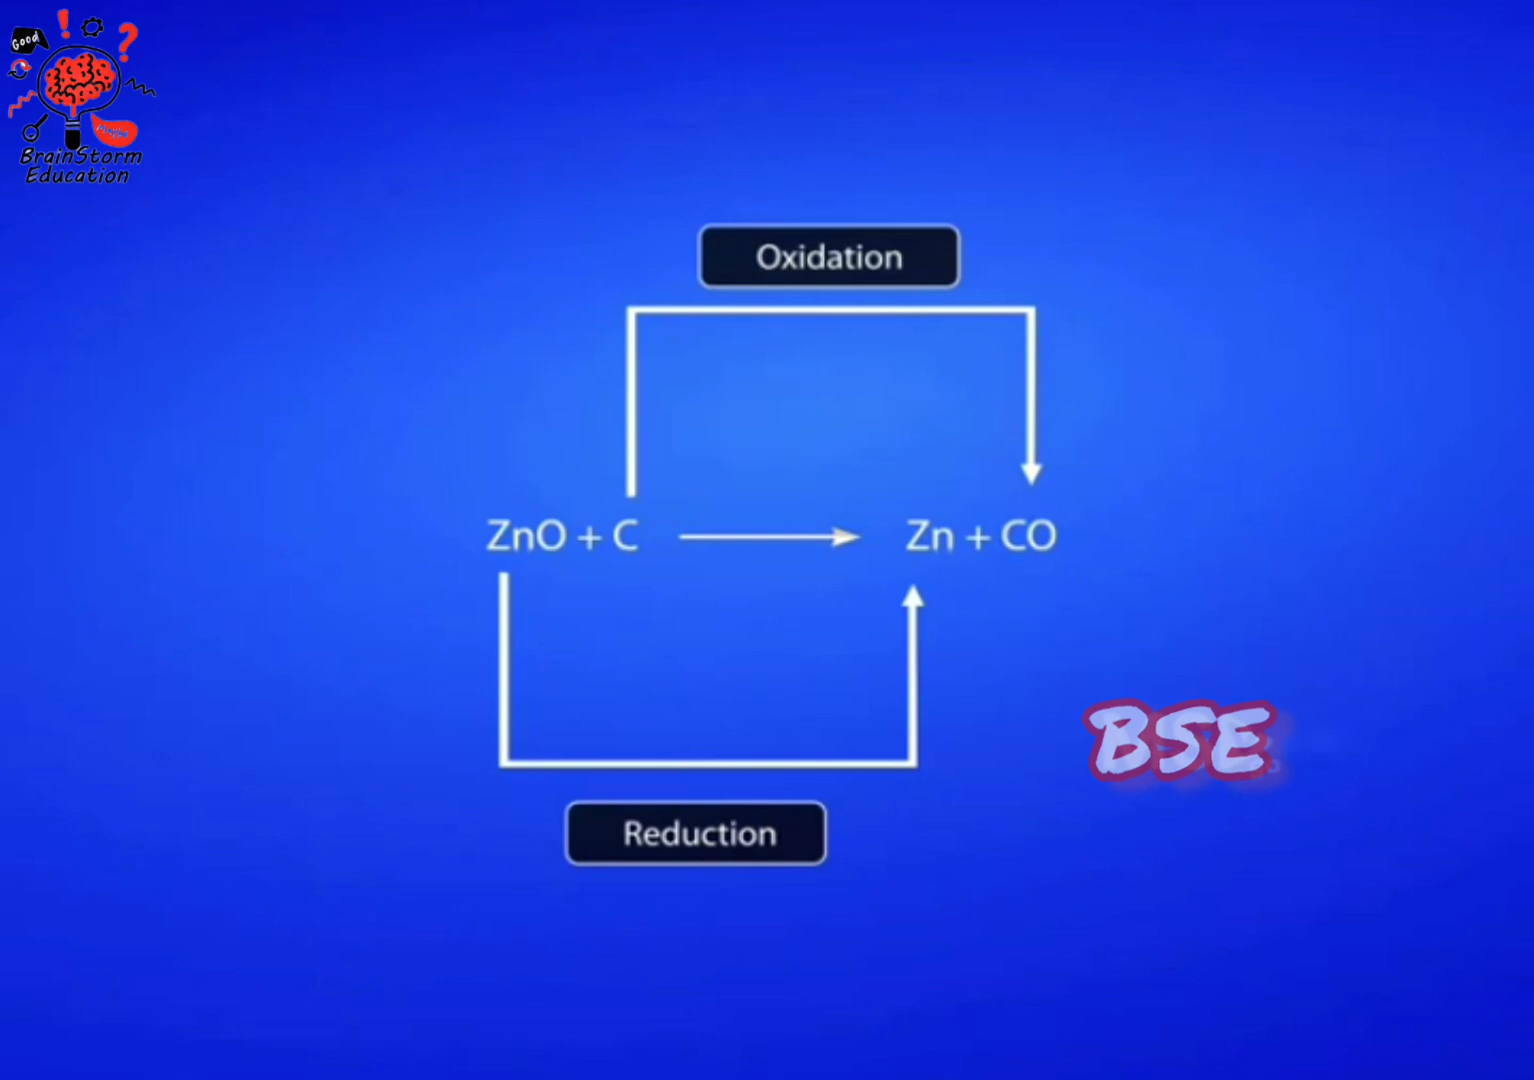 Good
!
?
BrainStorm
Education
Oxidation
ZnO + C
Zn + CO
Reduction
BSE